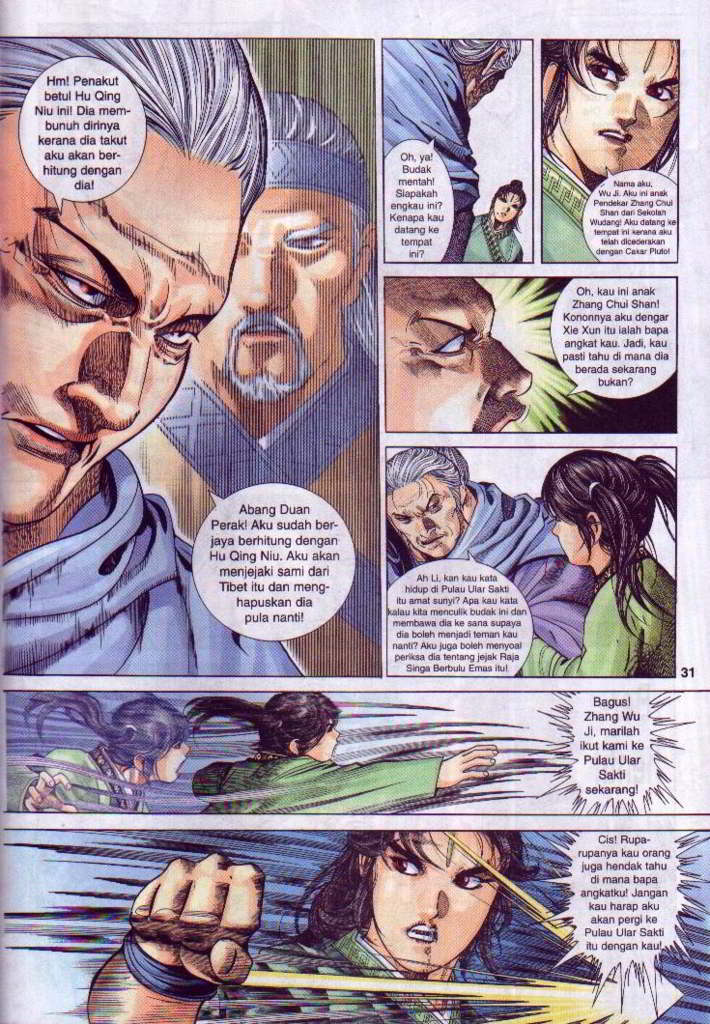 Hm! Penakut
betul Hu Qing
Niu ini! Dia mem-
bunuh dirinya
kerana dia takut
aku akan ber-
hitung dengan
dia!
Abang Duan
Perak! Aku sudah ber-
jaya berhitung dengan
Hu Qing Niu. Aku akan
menjejaki sami dari
Tibet itu dan meng-
hapuskan dia
pula nanti!
Oh, ya!
Budak
mentah!
Siapakah
engkau ini?
Kenapa kau
datang ke
tempat
ini?
Nama aku,
Wu Ji. Aku ini anak
Pendekar Zhang Chui
Shan dari Sekolah
Wudang! Aku datang ke
tempat ini kerana aku
telah dicederakan
dengan Cakar Pluto!
Oh, kau ini anak
Zhang Chui Shan!
Kononnya aku dengar
Xie Xun itu ialah bapa
angkat kau. Jadi, kau
pasti tahu di mana dia
berada sekarang
bukan?
Ah Li, kan kau kata
hidup di Pulau Ular Sakti
itu amat sunyi? Apa kau kata
kalau kita menculik budak ini dan
membawa dia ke sana supaya
dia boleh menjadi teman kau
nanti? Aku juga boleh menyoal
periksa dia tentang jejak Raja
Singa Berbulu Emas itu!
31
Bagus!
Zhang Wu
Ji, marilah
ikut kami ke
Pulau Ular
Sakti
sekarang!
Cis! Rupa-
rupanya kau orang
juga hendak tahu
di mana bapa
angkatku! Jangan
kau harap aku
akan pergi ke
Pulau Ular Sakti
itu dengan kau!